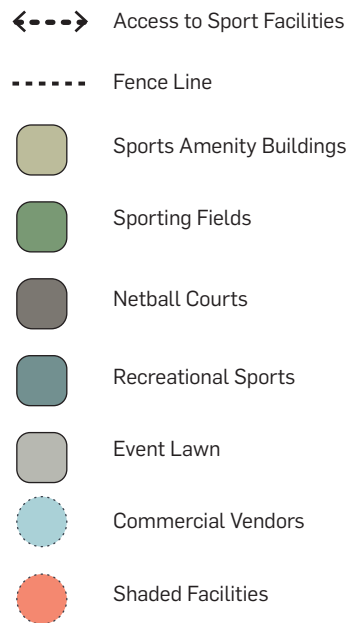 Access to Sport Facilities
Fence Line
Sports Amenity Buildings
Sporting Fields
Netball Courts
Recreational Sports
Event Lawn
Commercial Vendors
Shaded Facilities